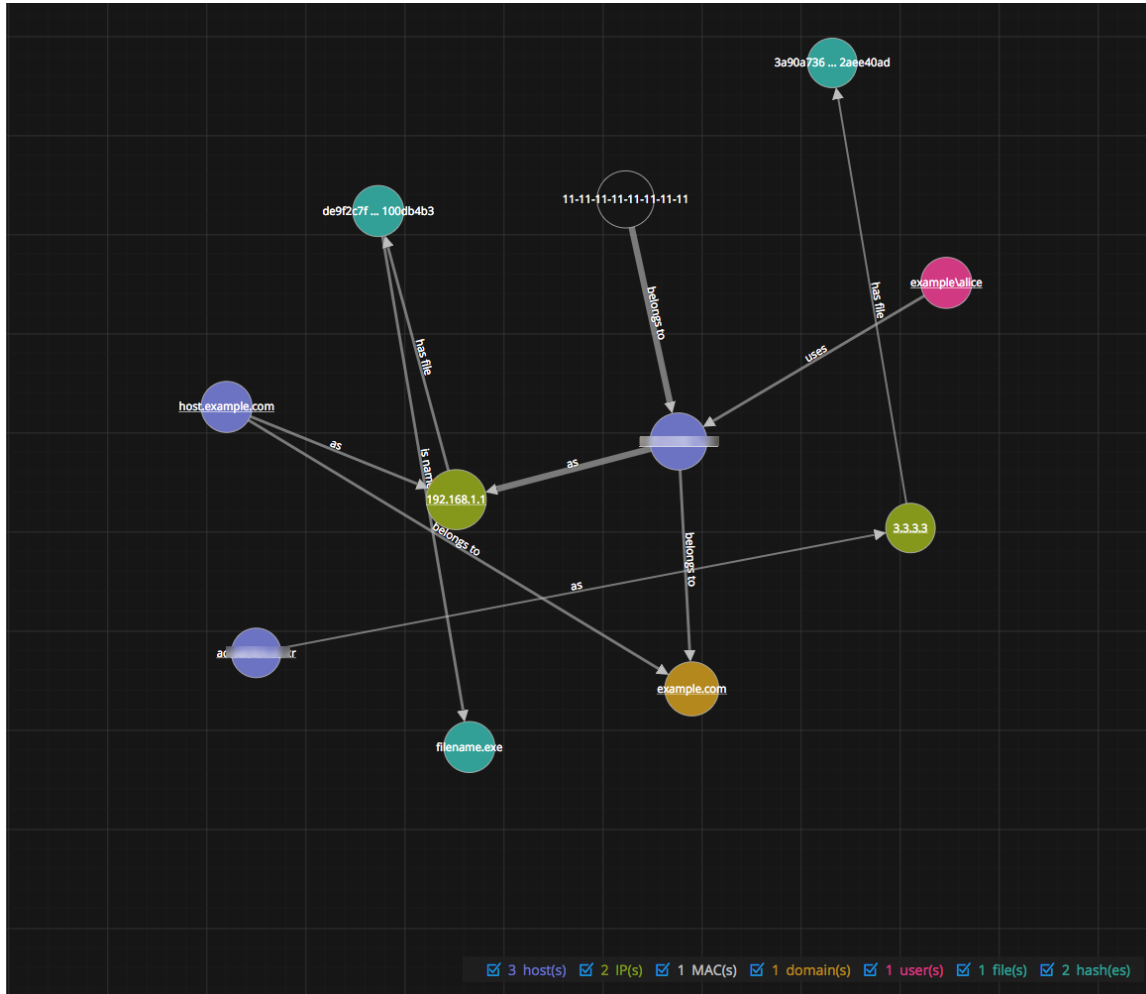 3a90a736 ... 2aee40ad
11-11-11-11-11-11-11-11
de9f2c7f ... 100db4b3
example\alice
has file
belongs to
has file
uses
host.example.com
as
is name
as
192.168.1.1
3.3.3.3
belongs to
belongs to
as
example.com
filename.exe
3 host(s) 2 IP(s) 1 MAC(s) 1 domain(s) 1 user(s) 1 file(s) 2 hash(es)